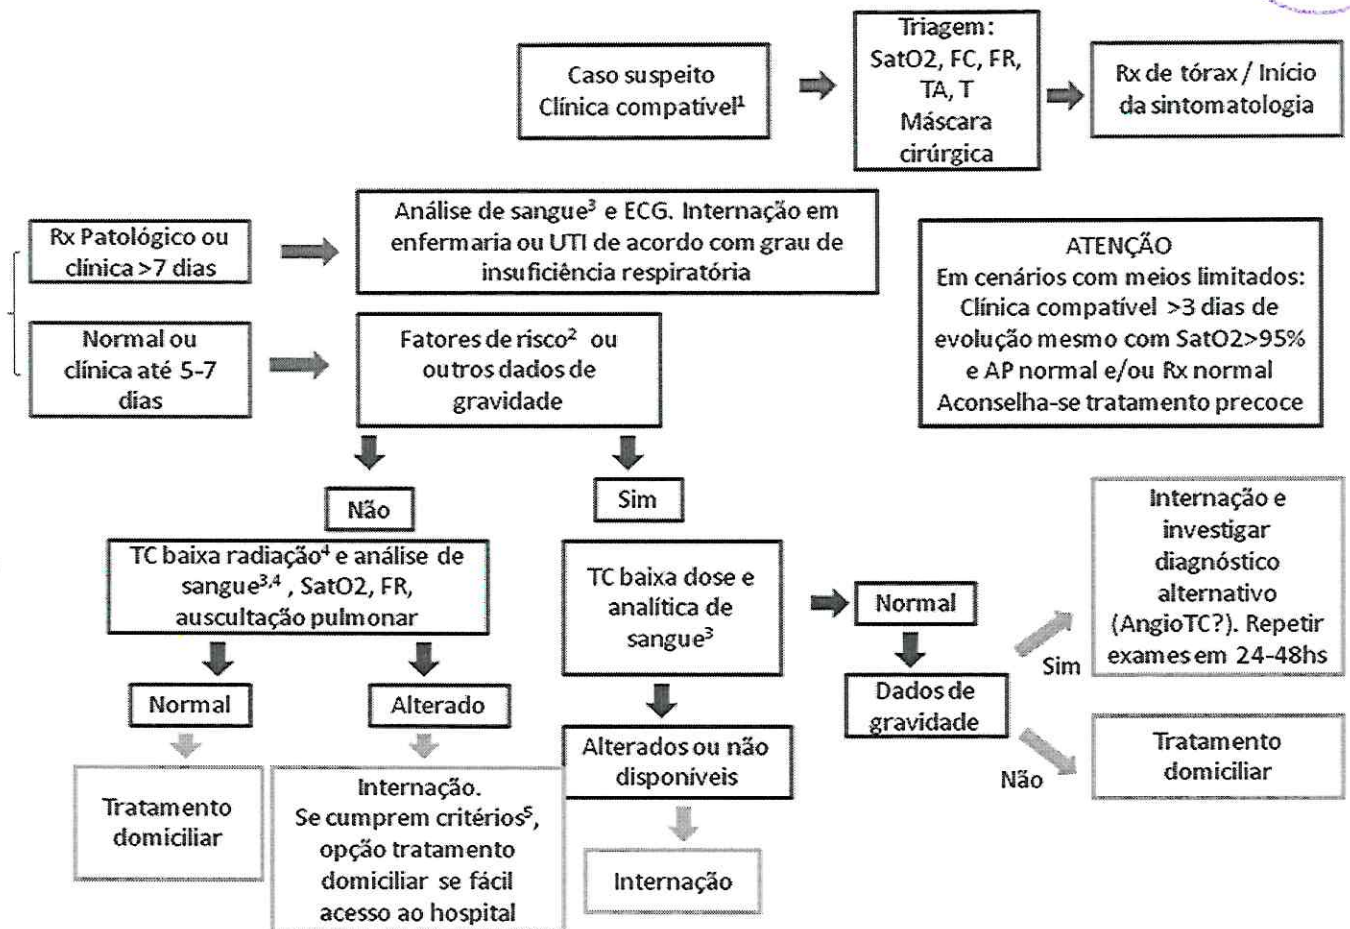 Caso suspeito
Clínica compatível¹
Triagem:
SatO2, FC, FR,
TA, T
Máscara
cirúrgica
Rx de tórax / Início
da sintomatologia
Rx Patológico ou
clínica >7 dias
Análise de sangue³ e ECG. Internação em
enfermaria ou UTI de acordo com grau de
insuficiência respiratória
ATENÇÃO
Em cenários com meios limitados:
Clínica compatível >3 dias de
evolução mesmo com SatO2>95%
e AP normal e/ou Rx normal
Aconselha-se tratamento precoce
Normal ou
clínica até 5-7
dias
Fatores de risco² ou
outros dados de
gravidade
Não
Sim
TC baixa radiação⁴ e análise de
sangue³,⁴ , SatO2, FR,
auscultação pulmonar
TC baixa dose e
analítica de
sangue³
Normal
Internação e
investigar
diagnóstico
alternativo
(AngioTC?). Repetir
exames em 24-48hs
Sim
Normal
Alterado
Dados de
gravidade
Não
Tratamento
domiciliar
Alterados ou não
disponíveis
Tratamento
domiciliar
Internação.
Se cumprem critérios⁵,
opção tratamento
domiciliar se fácil
acesso ao hospital
Internação